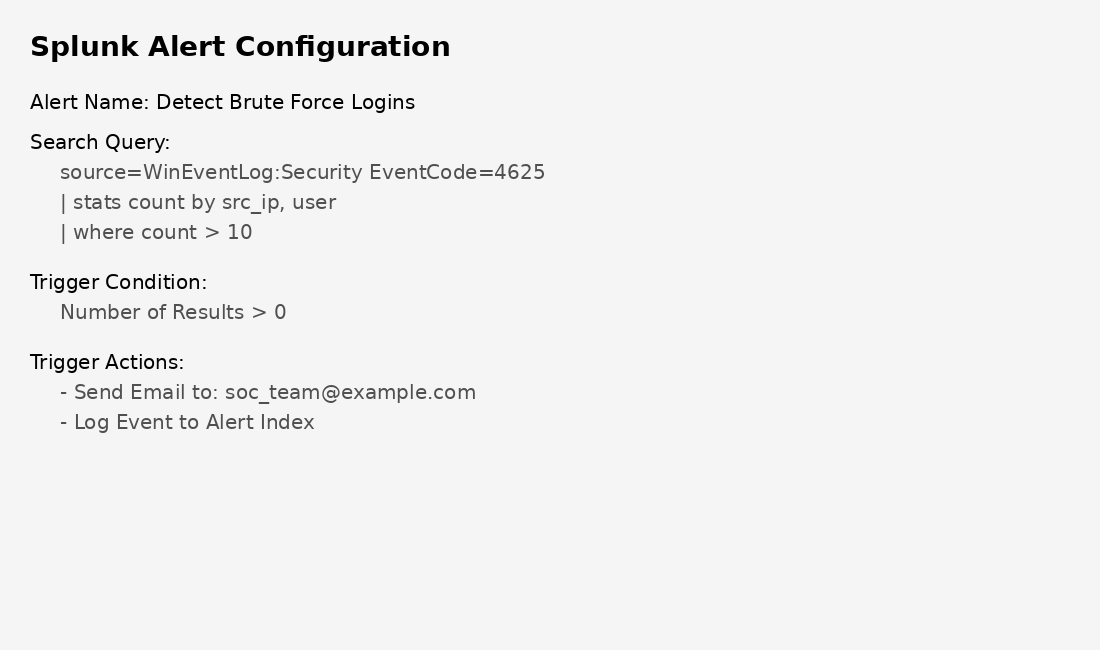 Splunk Alert Configuration
Alert Name: Detect Brute Force Logins
Search Query:
source=WinEventLog:Security EventCode=4625
| stats count by src_ip, user
| where count > 10
Trigger Condition:
Number of Results > 0
Trigger Actions:
- Send Email to: soc_team@example.com
- Log Event to Alert Index